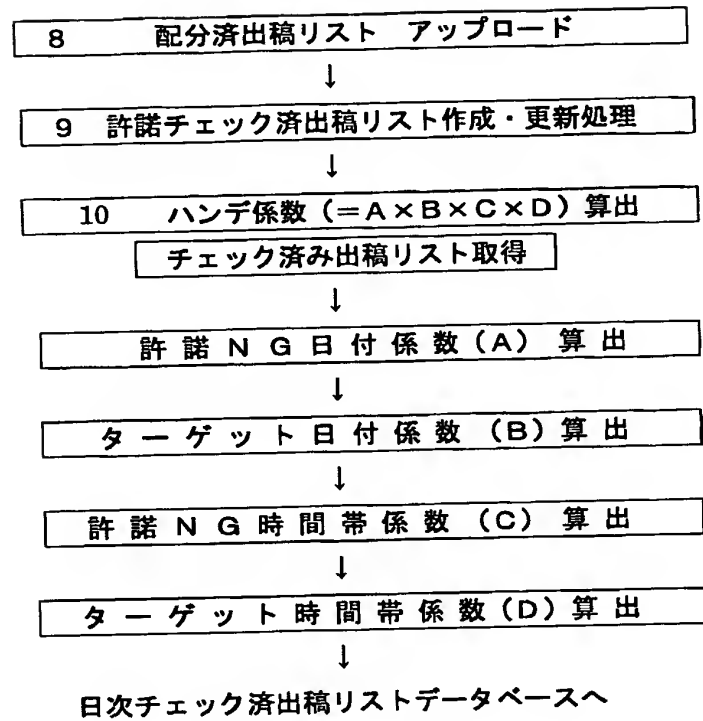 8 配分済出稿リスト アップロード
↓
9 許諾チェック済出稿リスト作成・更新処理
↓
10 ハンデ係数(=A×B×C×D)算出
チェック済み出稿リスト取得
↓
許諾NG日付係数(A) 算出
↓
ターゲット日付係数 (B)算出
↓
許諾NG時間帯係数 (C) 算出
↓
ターゲット時間帯係数(D)算出
↓
日次チェック済出稿リストデータベースへ